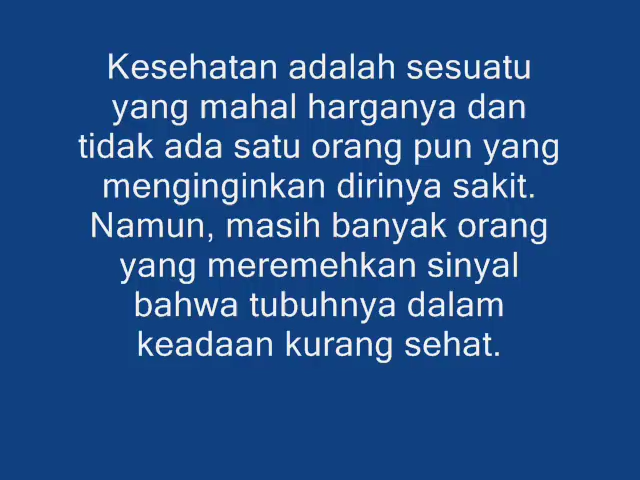 Kesehatan adalah sesuatu
yang mahal harganya dan
tidak ada satu orang pun yang
menginginkan dirinya sakit.
Namun, masih banyak orang
yang meremehkan sinyal
bahwa tubuhnya dalam
keadaan kurang sehat.